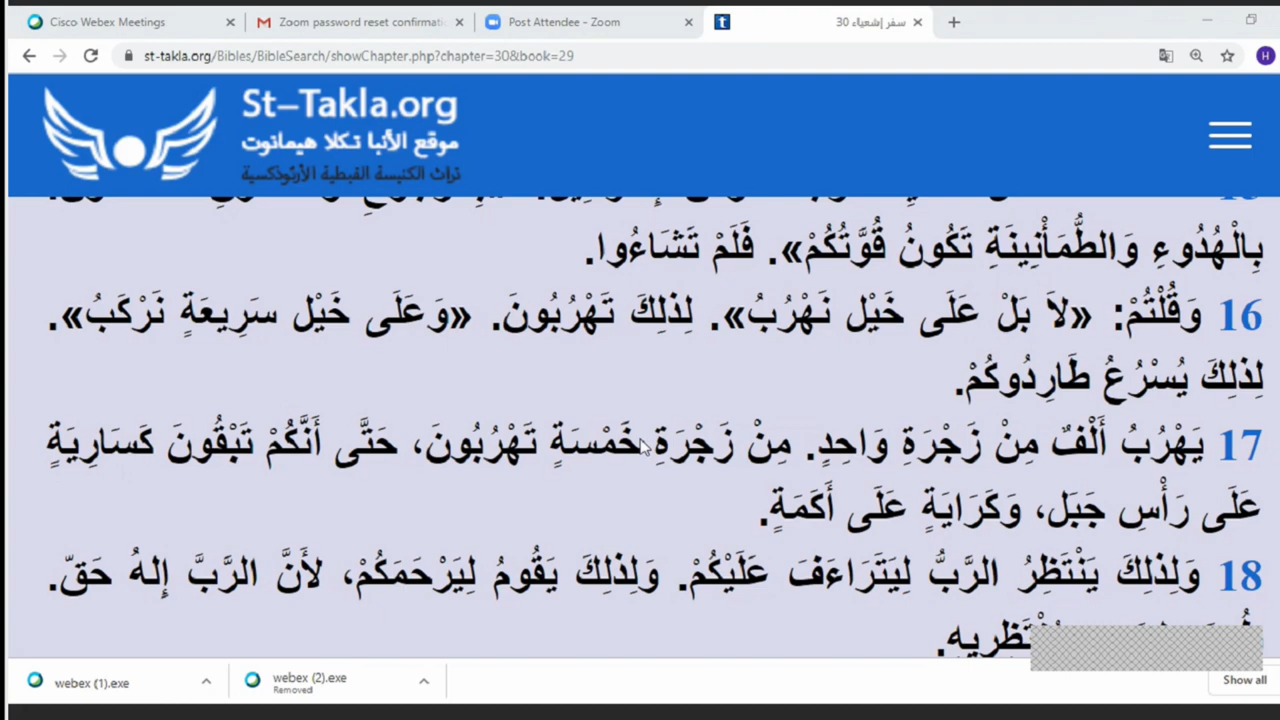 Cisco Webex Meetings
Zoom password reset confirmati
Post Attendee - Zoom
سفر إشعياء 30
st-takla.org/Bibles/BibleSearch/showChapter.php?chapter=30&book=29
H
St-Takla.org
موقع الأنبا تكلا هيمانوت
تراث الكنيسة القبطية الأرثوذكسية
بِالْهُدُوءِ وَالطُّمَأْنِينَةِ تَكُونُ قُوَّتُكُمْ». فَلَمْ تَشَاءُوا.
16 وَقُلْتُمْ: «لاَ بَلْ عَلَى خَيْل نَهْرُبُ». لِذلِكَ تَهْرُبُونَ. «وَعَلَى خَيْل سَرِيعَةٍ نَرْكَبُ».
لِذلِكَ يُسْرُعُ طَارِدُوكُمْ.
17 يَهْرُبُ أَلْفٌ مِنْ زَجْرَةِ وَاحِدٍ. مِنْ زَجْرَةِ خَمْسَةٍ تَهْرُبُونَ، حَتَّى أَنَّكُمْ تَبْقُونَ كَسَارِيَةٍ
عَلَى رَأْسِ جَبَل، وَكَرَايَةٍ عَلَى أَكَمَةٍ.
18 وَلِذلِكَ يَنْتَظِرُ الرَّبُّ لِيَتَرَاءَفَ عَلَيْكُمْ. وَلِذلِكَ يَقُومُ لِيَرْحَمَكُمْ، لأَنَّ الرَّبَّ إِلهُ حَقّ.
webex (1).exe
webex (2).exe
Removed
Show all